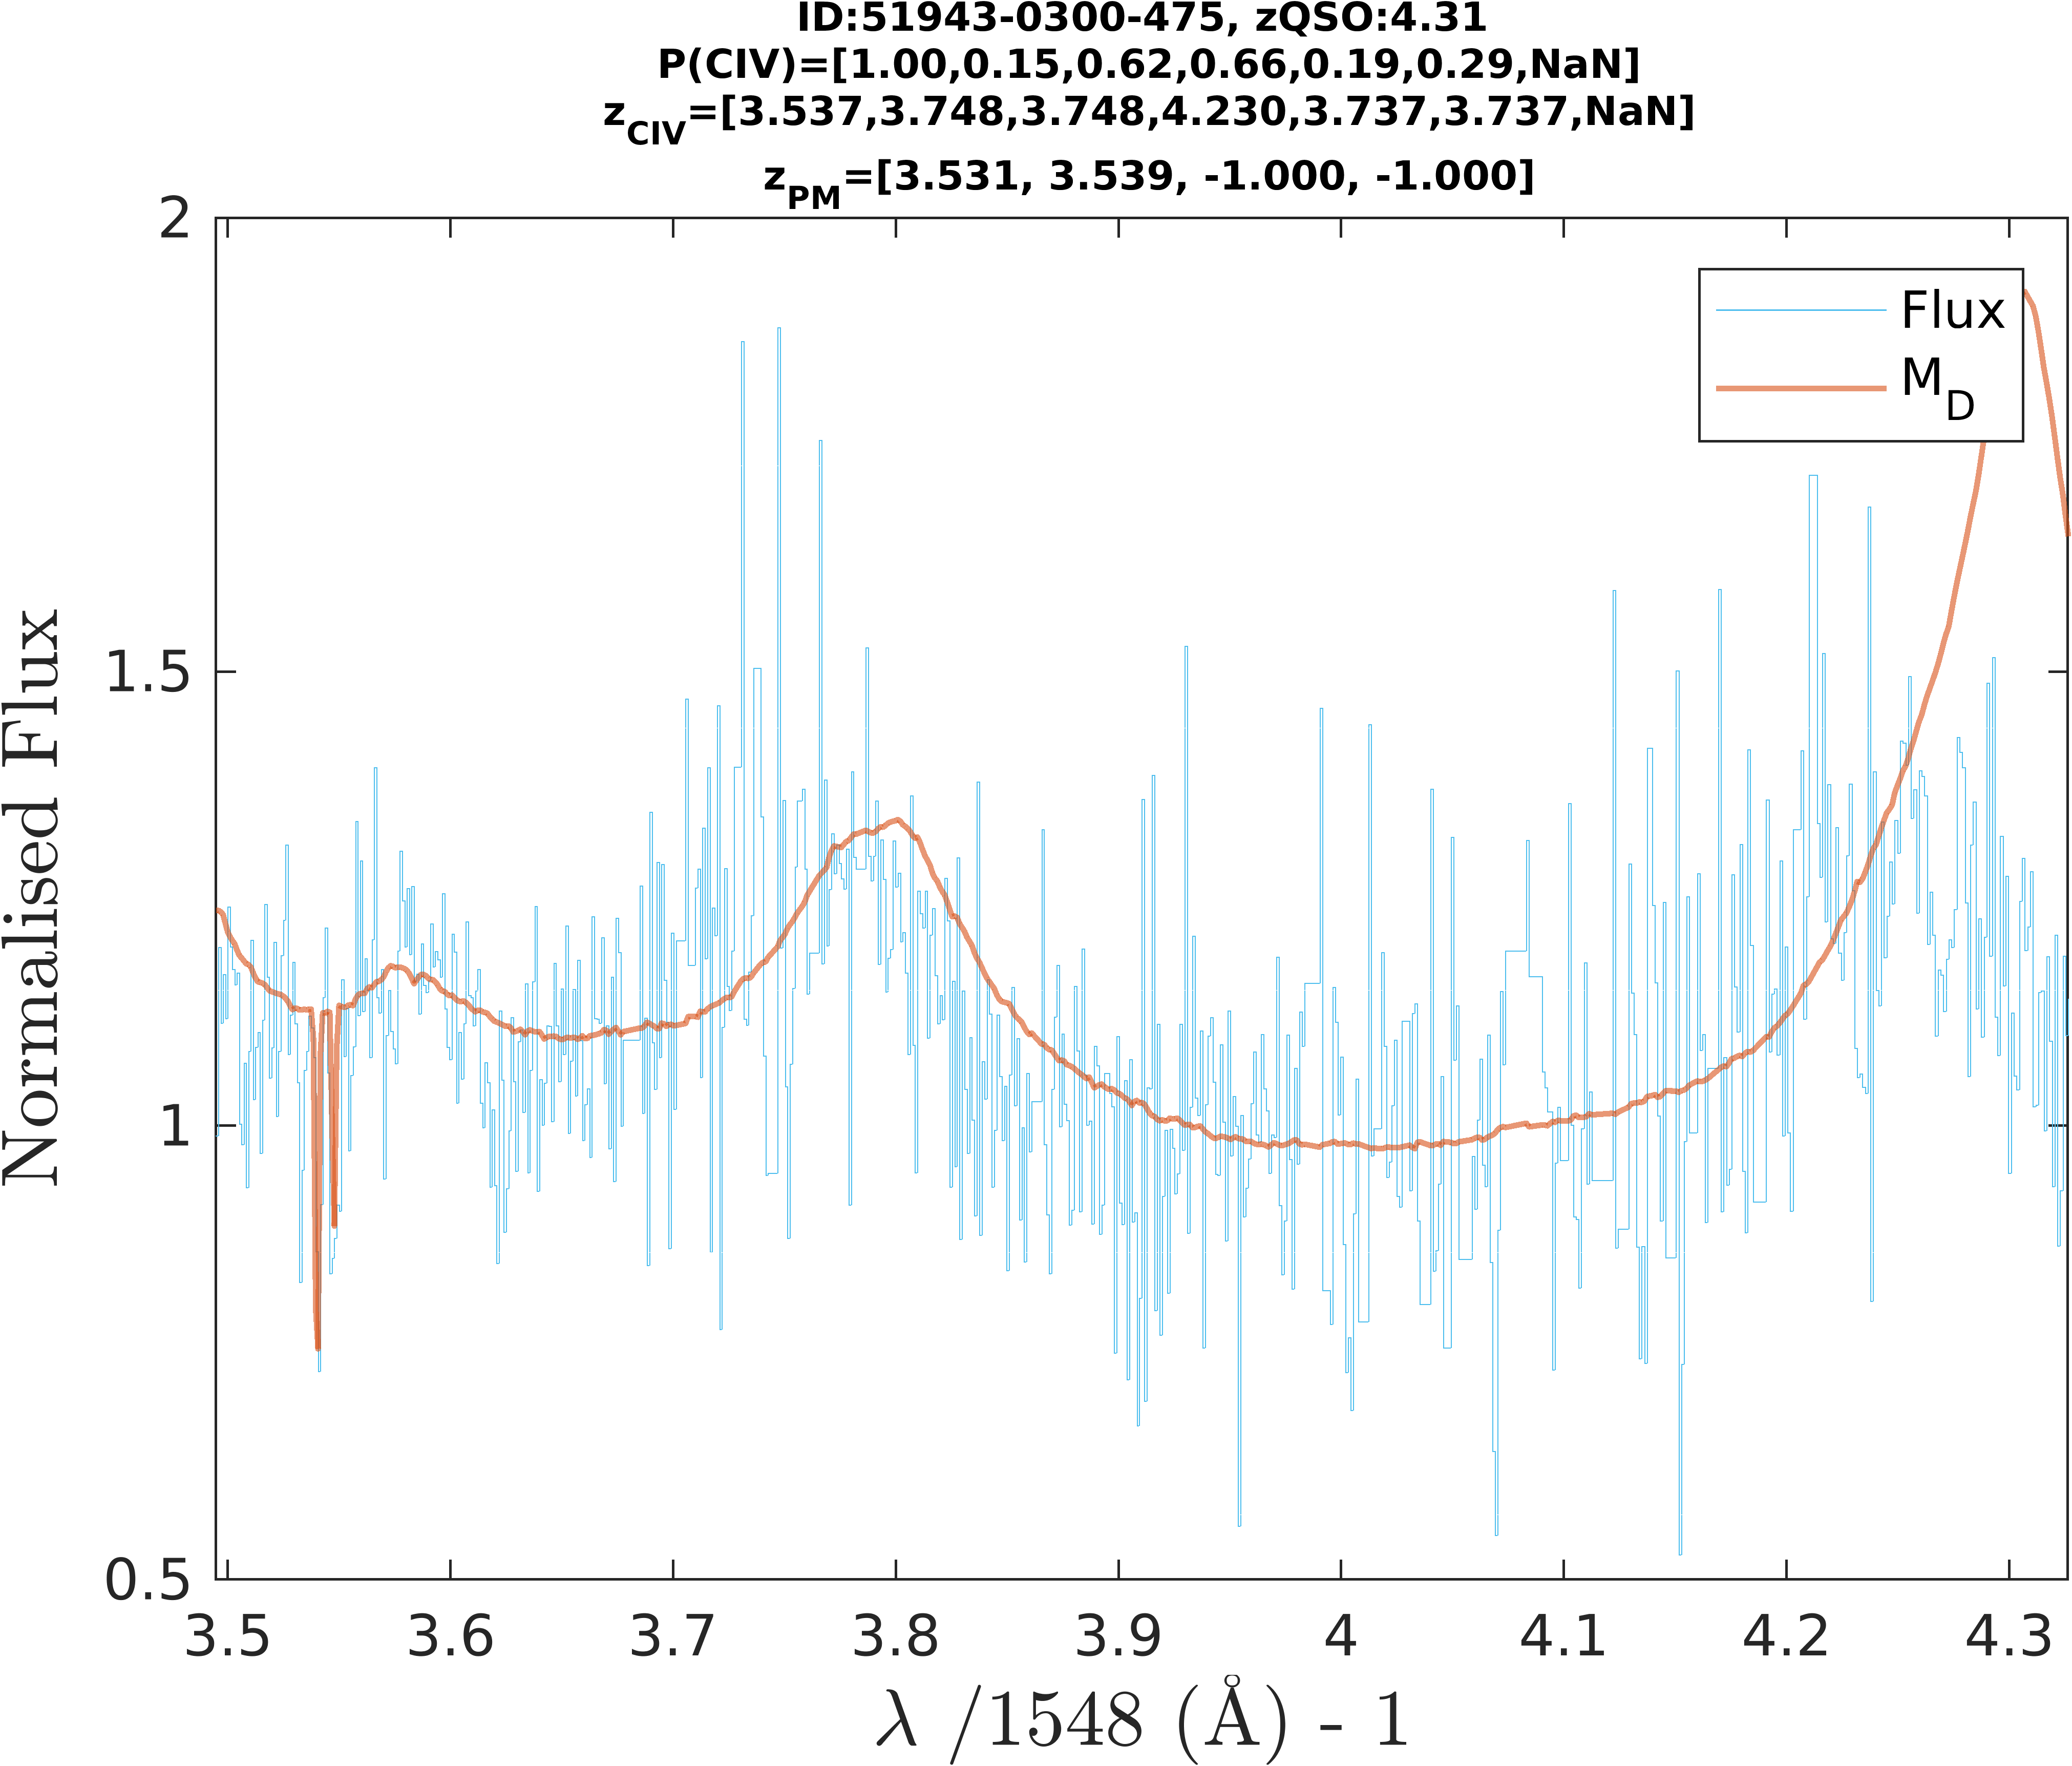 ID:51943-0300-475, zQSO:4.31
P(CIV)=[1.00,0.15,0.62,0.66,0.19,0.29,NaN]
zCIV=[3.537,3.748,3.748,4.230,3.737,3.737,NaN]
zPM=[3.531, 3.539, -1.000, -1.000]
2
1.5
1
0.5
Normalised Flux
Flux
MD
3.5 3.6 3.7 3.8 3.9 4 4.1 4.2 4.3
λ /1548 (Å) - 1